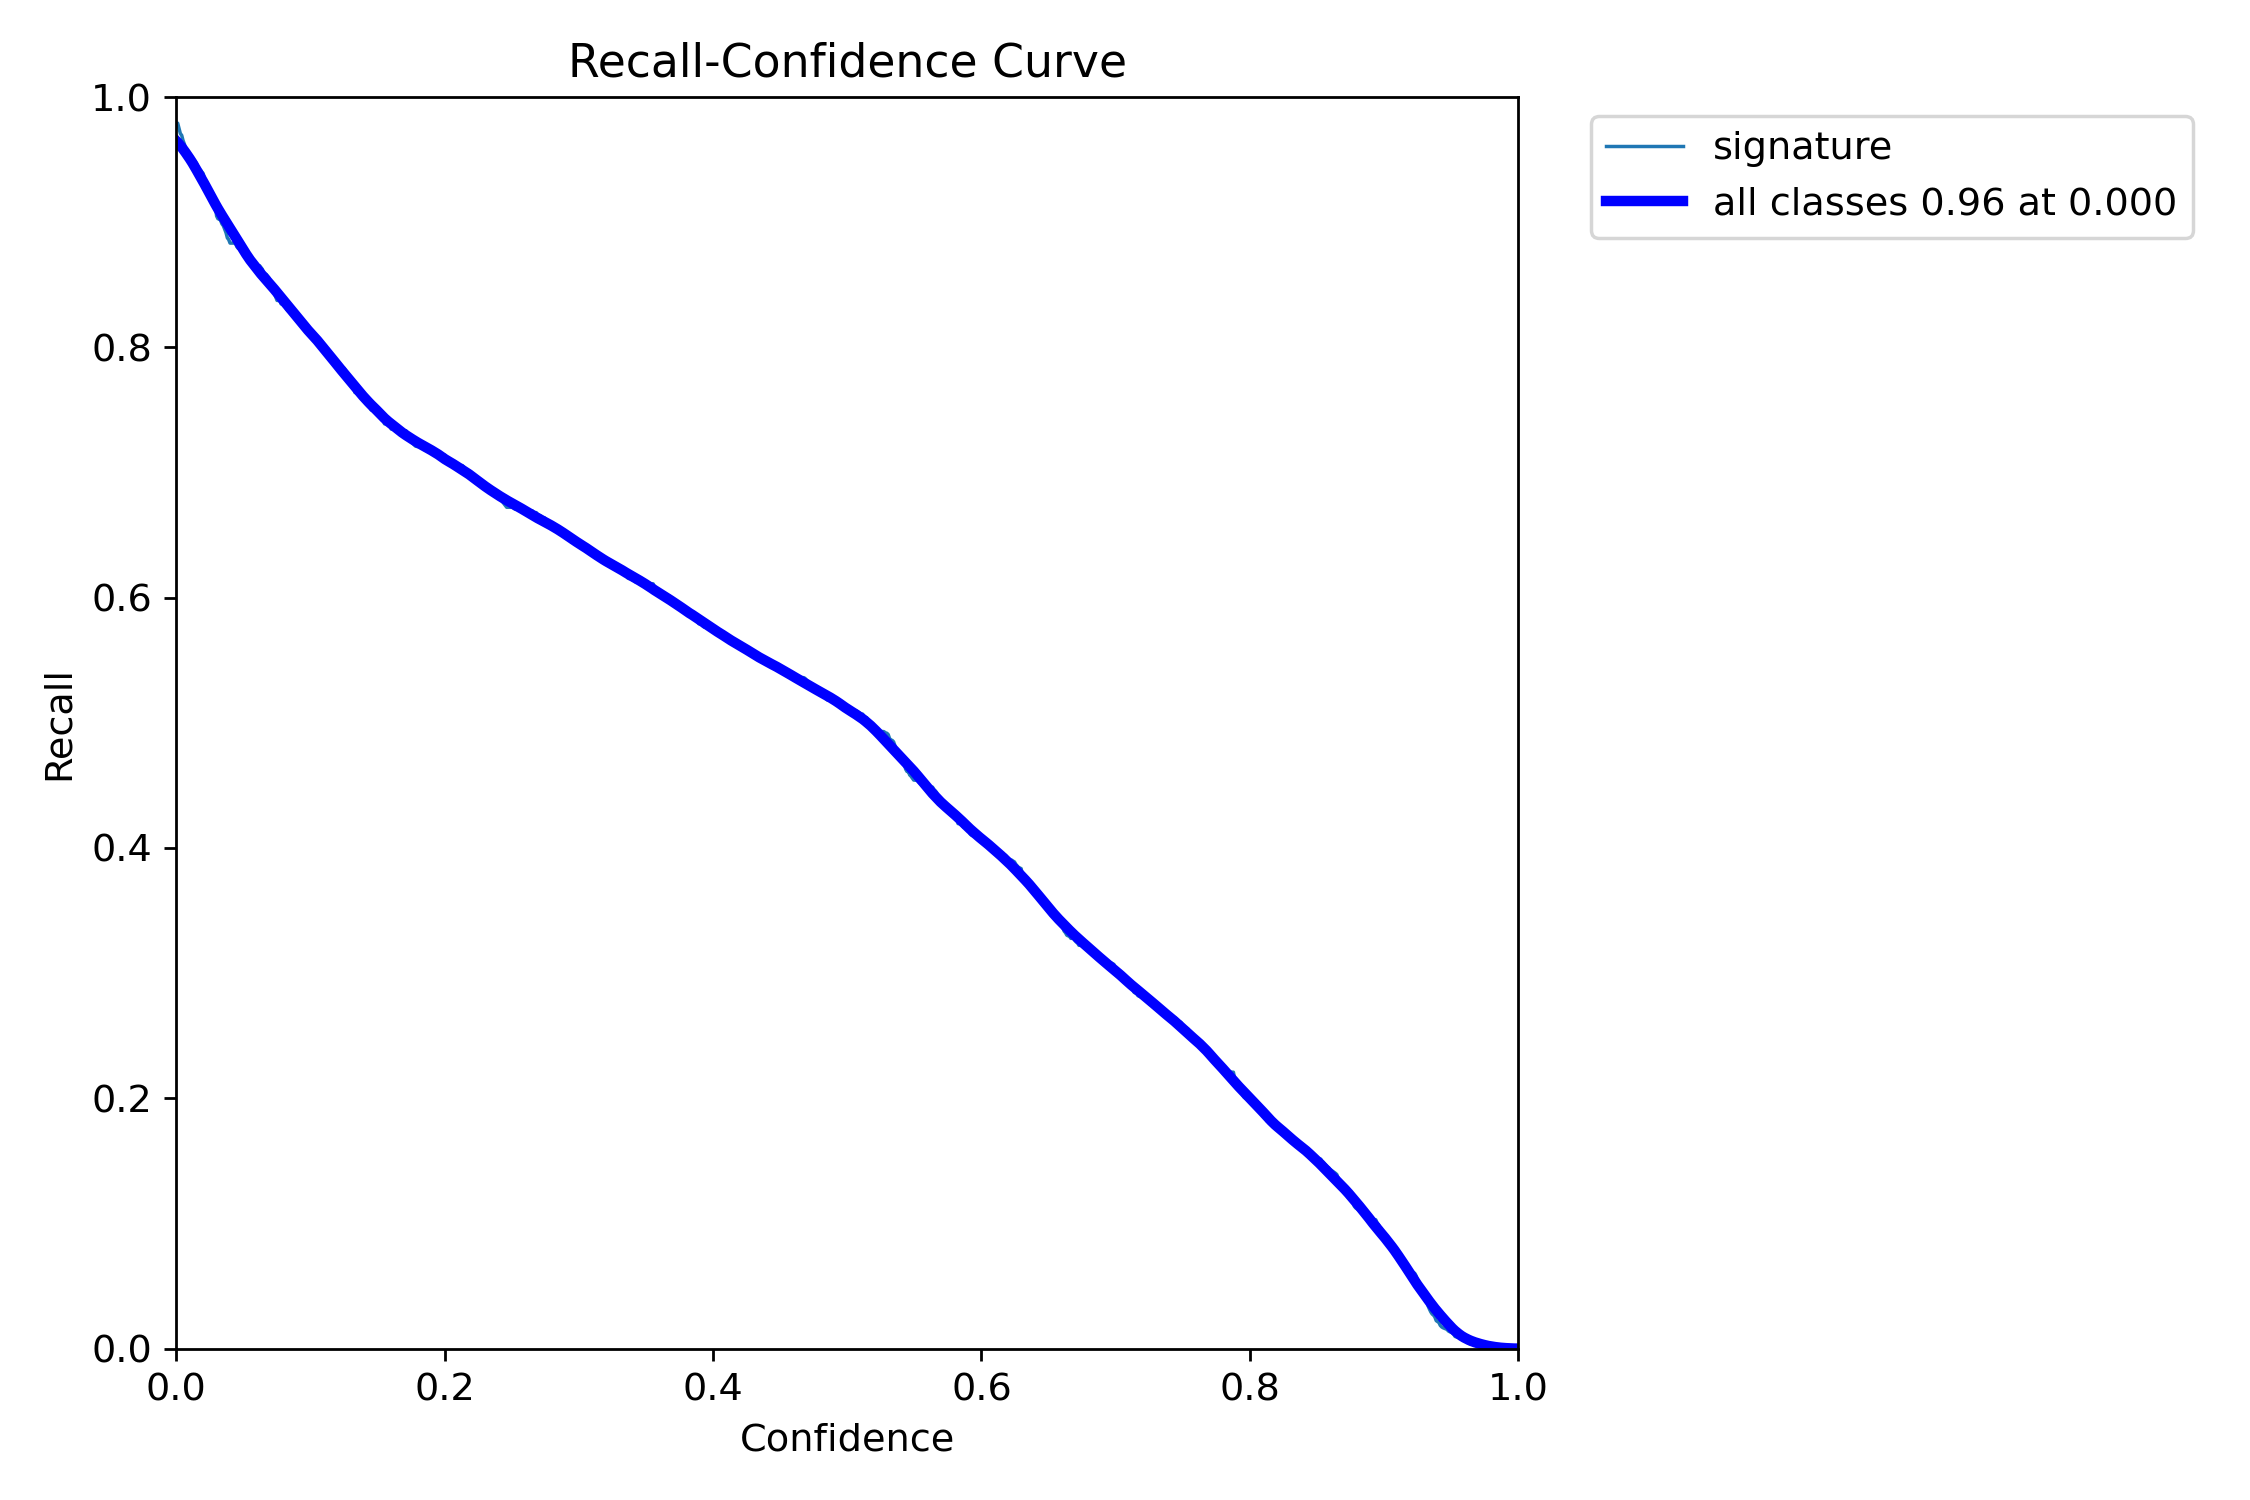 Recall-Confidence Curve
signature
all classes 0.96 at 0.000
1.0
0.8
0.6
0.4
0.2
0.0
Recall
0.0 0.2 0.4 0.6 0.8 1.0
Confidence